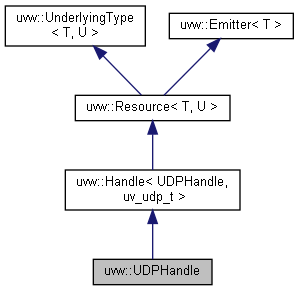 uvw::UnderlyingType
< T, U >
uvw::Emitter< T >
uvw::Resource< T, U >
uvw::Handle< UDPHandle,
uv_udp_t >
uvw::UDPHandle